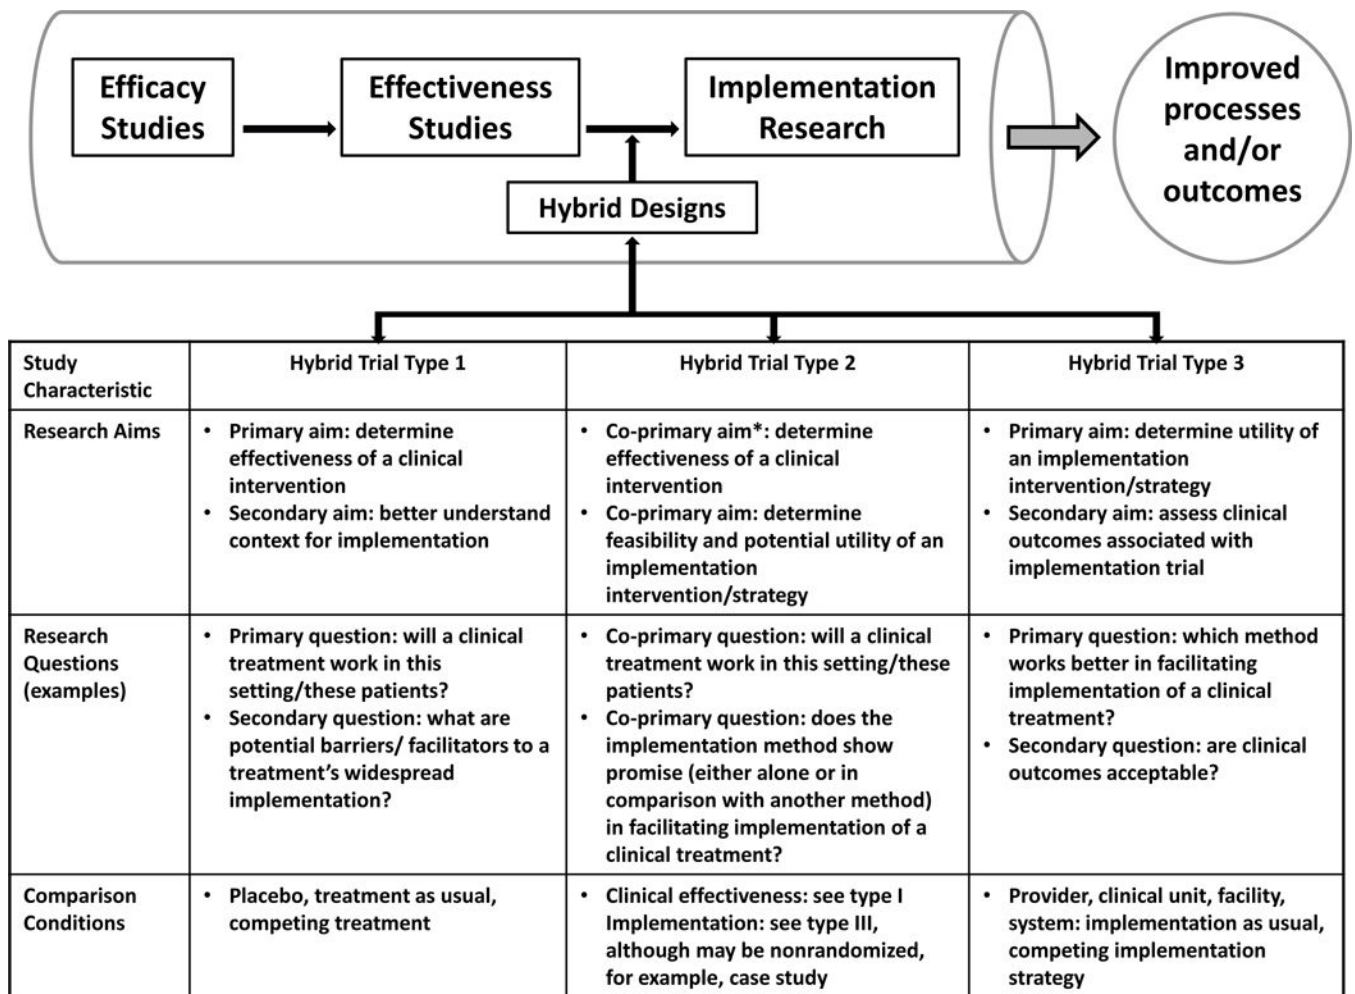 Efficacy
Studies
Effectiveness
Studies
Implementation
Research
Hybrid Designs
Improved
processes
and/or
outcomes
Study
Characteristic
Hybrid Trial Type 1
Hybrid Trial Type 2
Hybrid Trial Type 3
Research Aims
• Primary aim: determine
effectiveness of a clinical
intervention
• Secondary aim: better understand
context for implementation
• Co-primary aim*: determine
effectiveness of a clinical
intervention
• Co-primary aim: determine
feasibility and potential utility of an
implementation
intervention/strategy
• Primary aim: determine utility of
an implementation
intervention/strategy
• Secondary aim: assess clinical
outcomes associated with
implementation trial
Research
Questions
(examples)
• Primary question: will a clinical
treatment work in this
setting/these patients?
• Secondary question: what are
potential barriers/ facilitators to a
treatment's widespread
implementation?
• Co-primary question: will a clinical
treatment work in this setting/these
patients?
• Co-primary question: does the
implementation method show
promise (either alone or in
comparison with another method)
in facilitating implementation of a
clinical treatment?
• Primary question: which method
works better in facilitating
implementation of a clinical
treatment?
• Secondary question: are clinical
outcomes acceptable?
Comparison
Conditions
• Placebo, treatment as usual,
competing treatment
• Clinical effectiveness: see type I
Implementation: see type III,
although may be nonrandomized,
for example, case study
• Provider, clinical unit, facility,
system: implementation as usual,
competing implementation
strategy